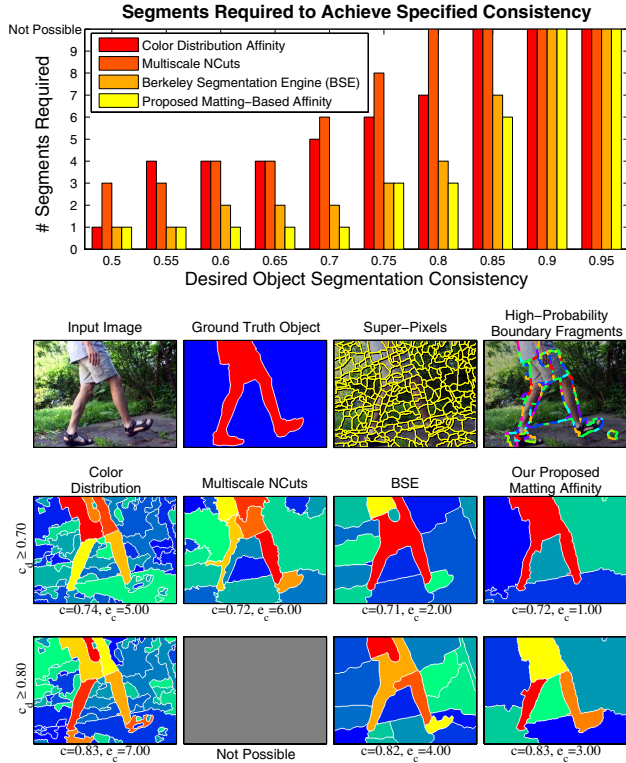 Segments Required to Achieve Specified Consistency
Not Possible
9
8
7
6
5
4
3
2
1
0
# Segments Required
Color Distribution Affinity
Multiscale NCuts
Berkeley Segmentation Engine (BSE)
Proposed Matting-Based Affinity
0.5 0.55 0.6 0.65 0.7 0.75 0.8 0.85 0.9 0.95
Desired Object Segmentation Consistency
Input Image
Ground Truth Object
Super-Pixels
High-Probability
Boundary Fragments
Color
Distribution
Multiscale NCuts
BSE
Our Proposed
Matting Affinity
c_d ≥ 0.70
c=0.74, e_c=5.00
c=0.72, e_c=6.00
c=0.71, e_c=2.00
c=0.72, e_c=1.00
c_d ≥ 0.80
c=0.83, e_c=7.00
Not Possible
c=0.82, e_c=4.00
c=0.83, e_c=3.00